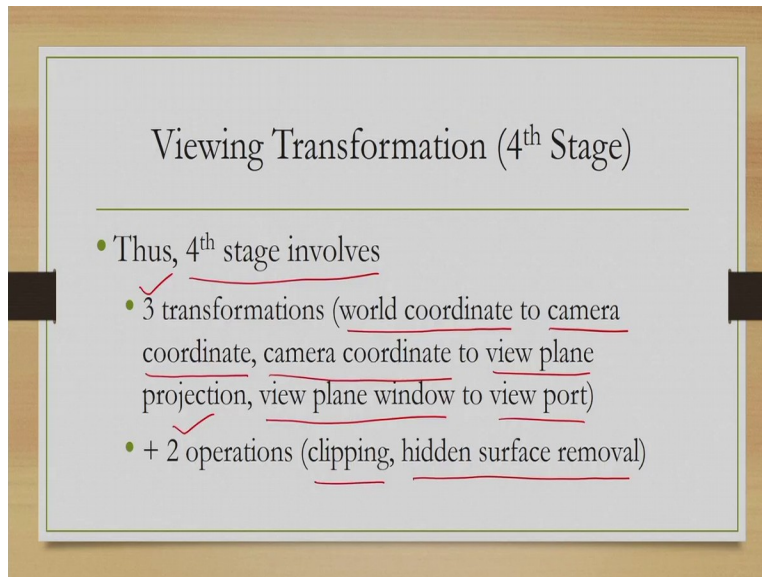 Viewing Transformation (4th Stage)
• Thus, 4th stage involves
• 3 transformations (world coordinate to camera
coordinate, camera coordinate to view plane
projection, view plane window to view port)
• + 2 operations (clipping, hidden surface removal)